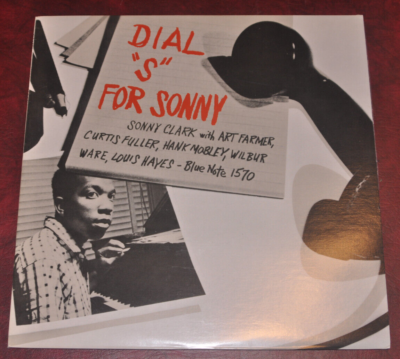 DIAL
"S"
FOR SONNY
SONNY CLARK with ART FARMER,
CURTIS FULLER, HANK MOBLEY, WILBUR
WARE, LOUIS HAYES – Blue Note 1570